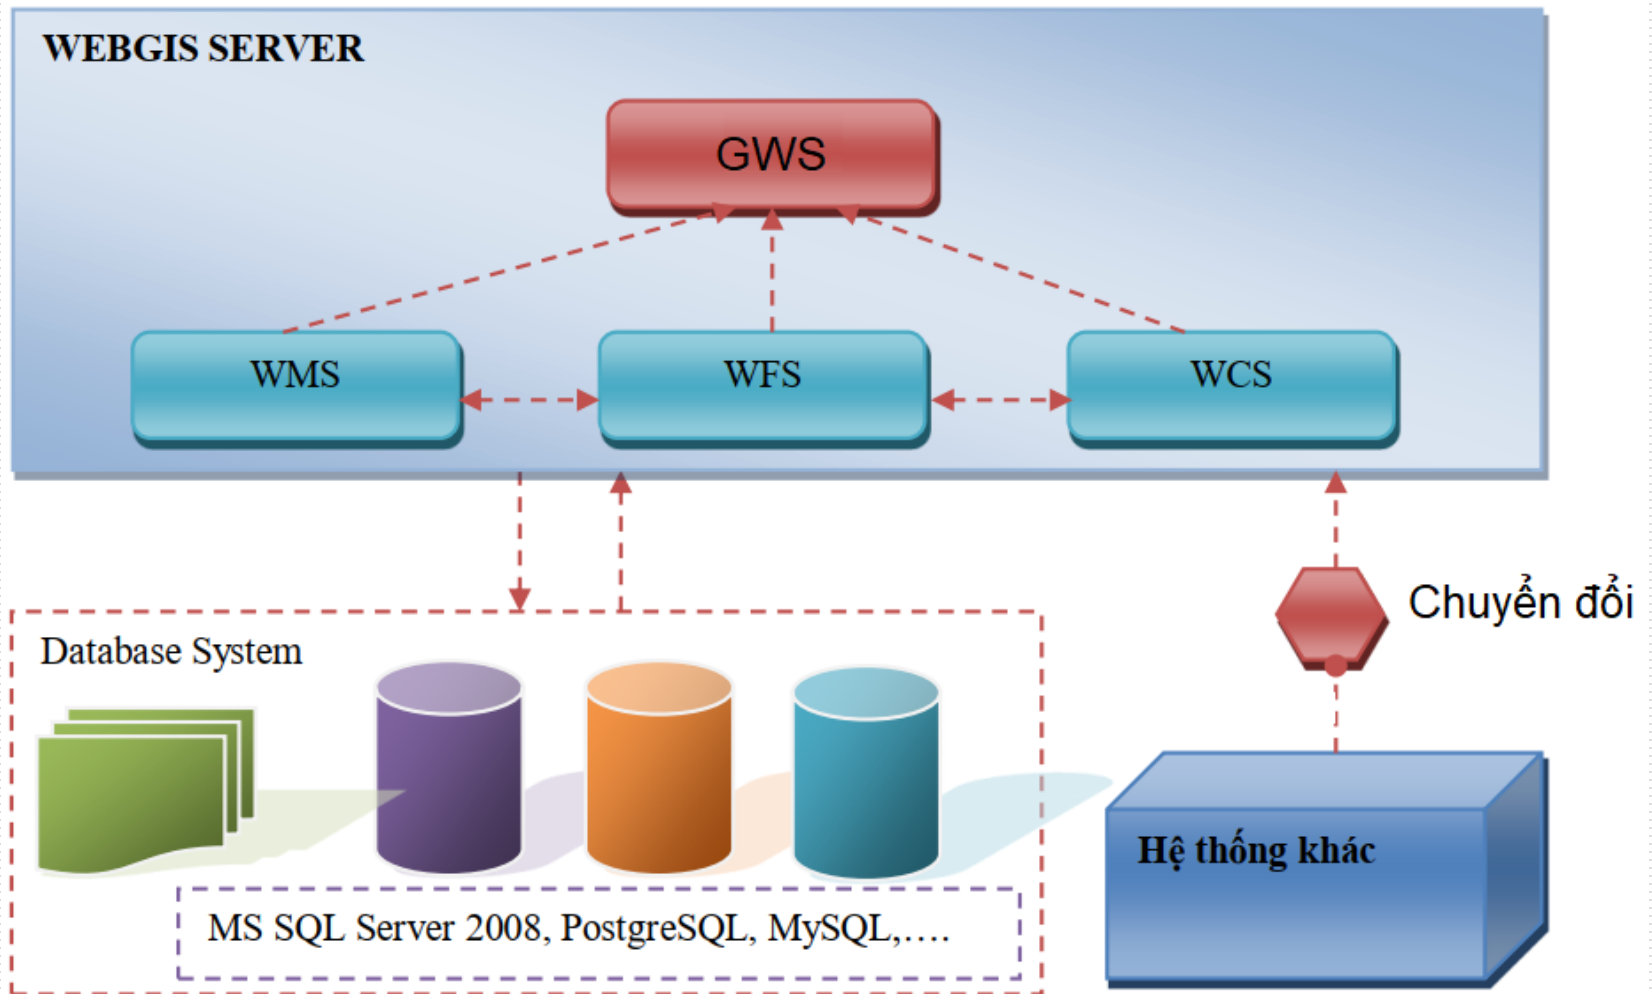 WEBGIS SERVER
GWS
WMS
WFS
WCS
Chuyển đổi
Database System
Hệ thống khác
MS SQL Server 2008, PostgreSQL, MySQL,....